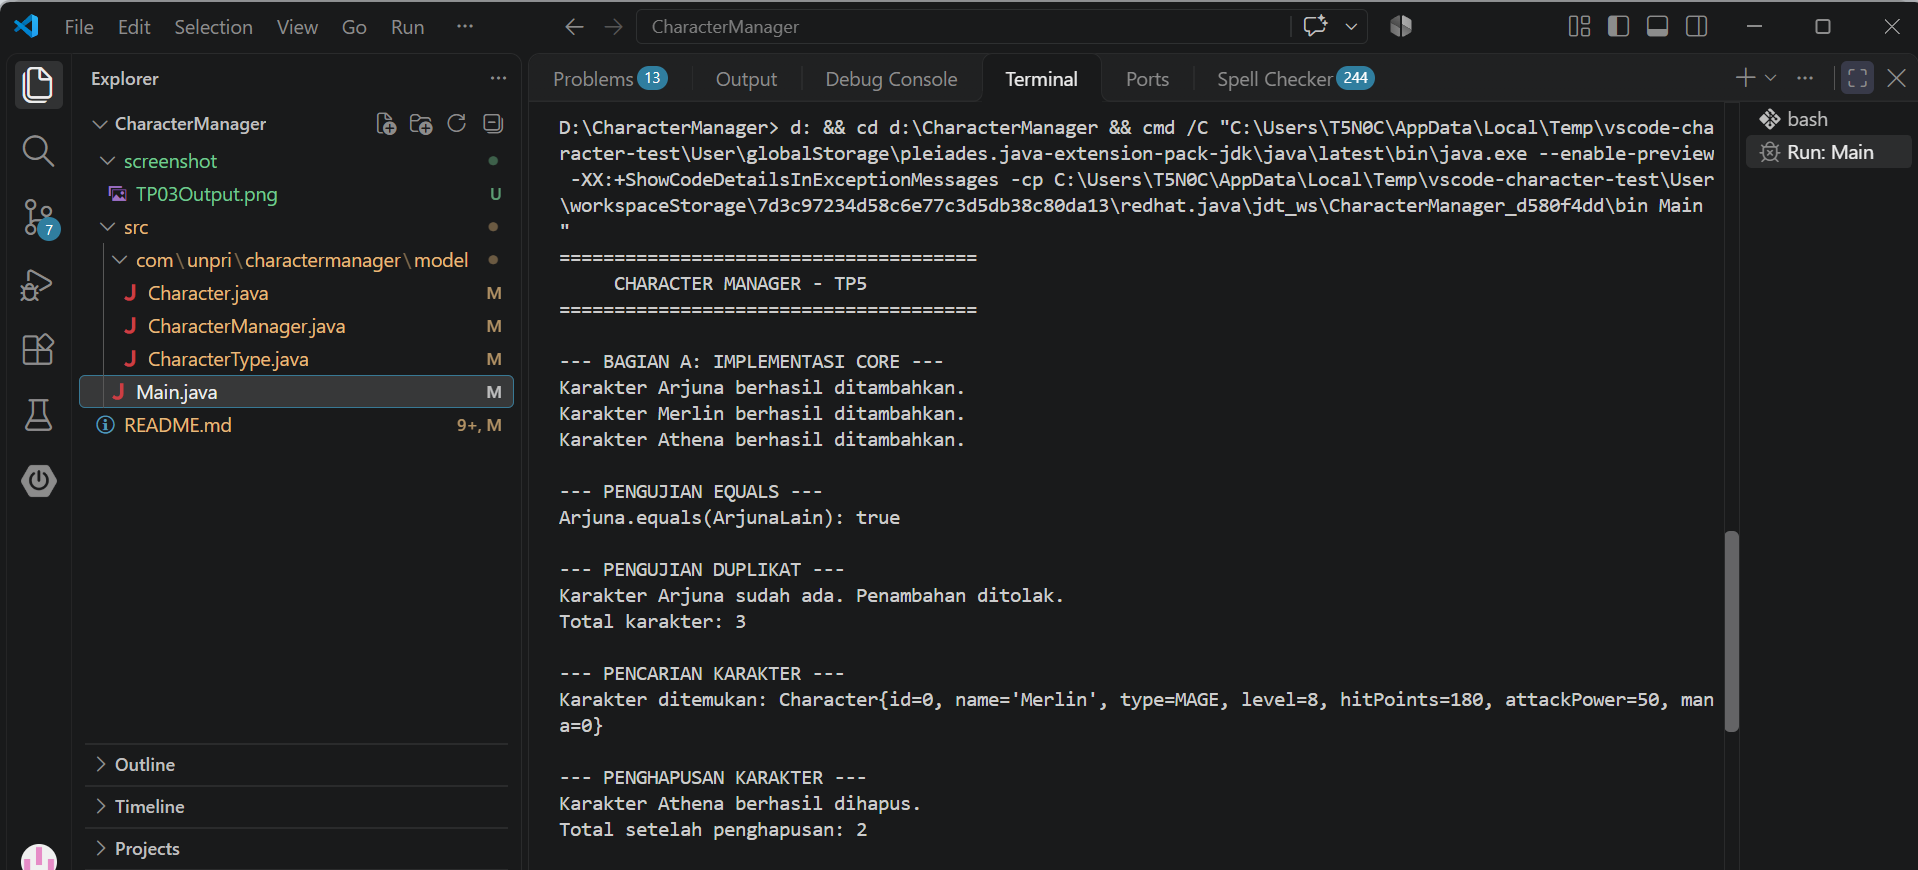 File Edit Selection View Go Run ···
CharacterManager
Explorer ···
CharacterManager
screenshot
TP03Output.png U
src
com\unpri\charactermanager\model
Character.java M
CharacterManager.java M
CharacterType.java M
Main.java M
README.md 9+, M
7
Outline
Timeline
Projects
Problems 13 Output Debug Console Terminal Ports Spell Checker 244
D:\CharacterManager> d: && cd d:\CharacterManager && cmd /C "C:\Users\T5N0C\AppData\Local\Temp\vscode-cha
racter-test\User\globalStorage\pleiades.java-extension-pack-jdk\java\latest\bin\java.exe --enable-preview
 -XX:+ShowCodeDetailsInExceptionMessages -cp C:\Users\T5N0C\AppData\Local\Temp\vscode-character-test\User
\workspaceStorage\7d3c97234d58c6e77c3d5db38c80da13\redhat.java\jdt_ws\CharacterManager_d580f4dd\bin Main
"
======================================
CHARACTER MANAGER - TP5
======================================
--- BAGIAN A: IMPLEMENTASI CORE ---
Karakter Arjuna berhasil ditambahkan.
Karakter Merlin berhasil ditambahkan.
Karakter Athena berhasil ditambahkan.
--- PENGUJIAN EQUALS ---
Arjuna.equals(ArjunaLain): true
--- PENGUJIAN DUPLIKAT ---
Karakter Arjuna sudah ada. Penambahan ditolak.
Total karakter: 3
--- PENCARIAN KARAKTER ---
Karakter ditemukan: Character{id=0, name='Merlin', type=MAGE, level=8, hitPoints=180, attackPower=50, man
a=0}
--- PENGHAPUSAN KARAKTER ---
Karakter Athena berhasil dihapus.
Total setelah penghapusan: 2
bash
Run: Main